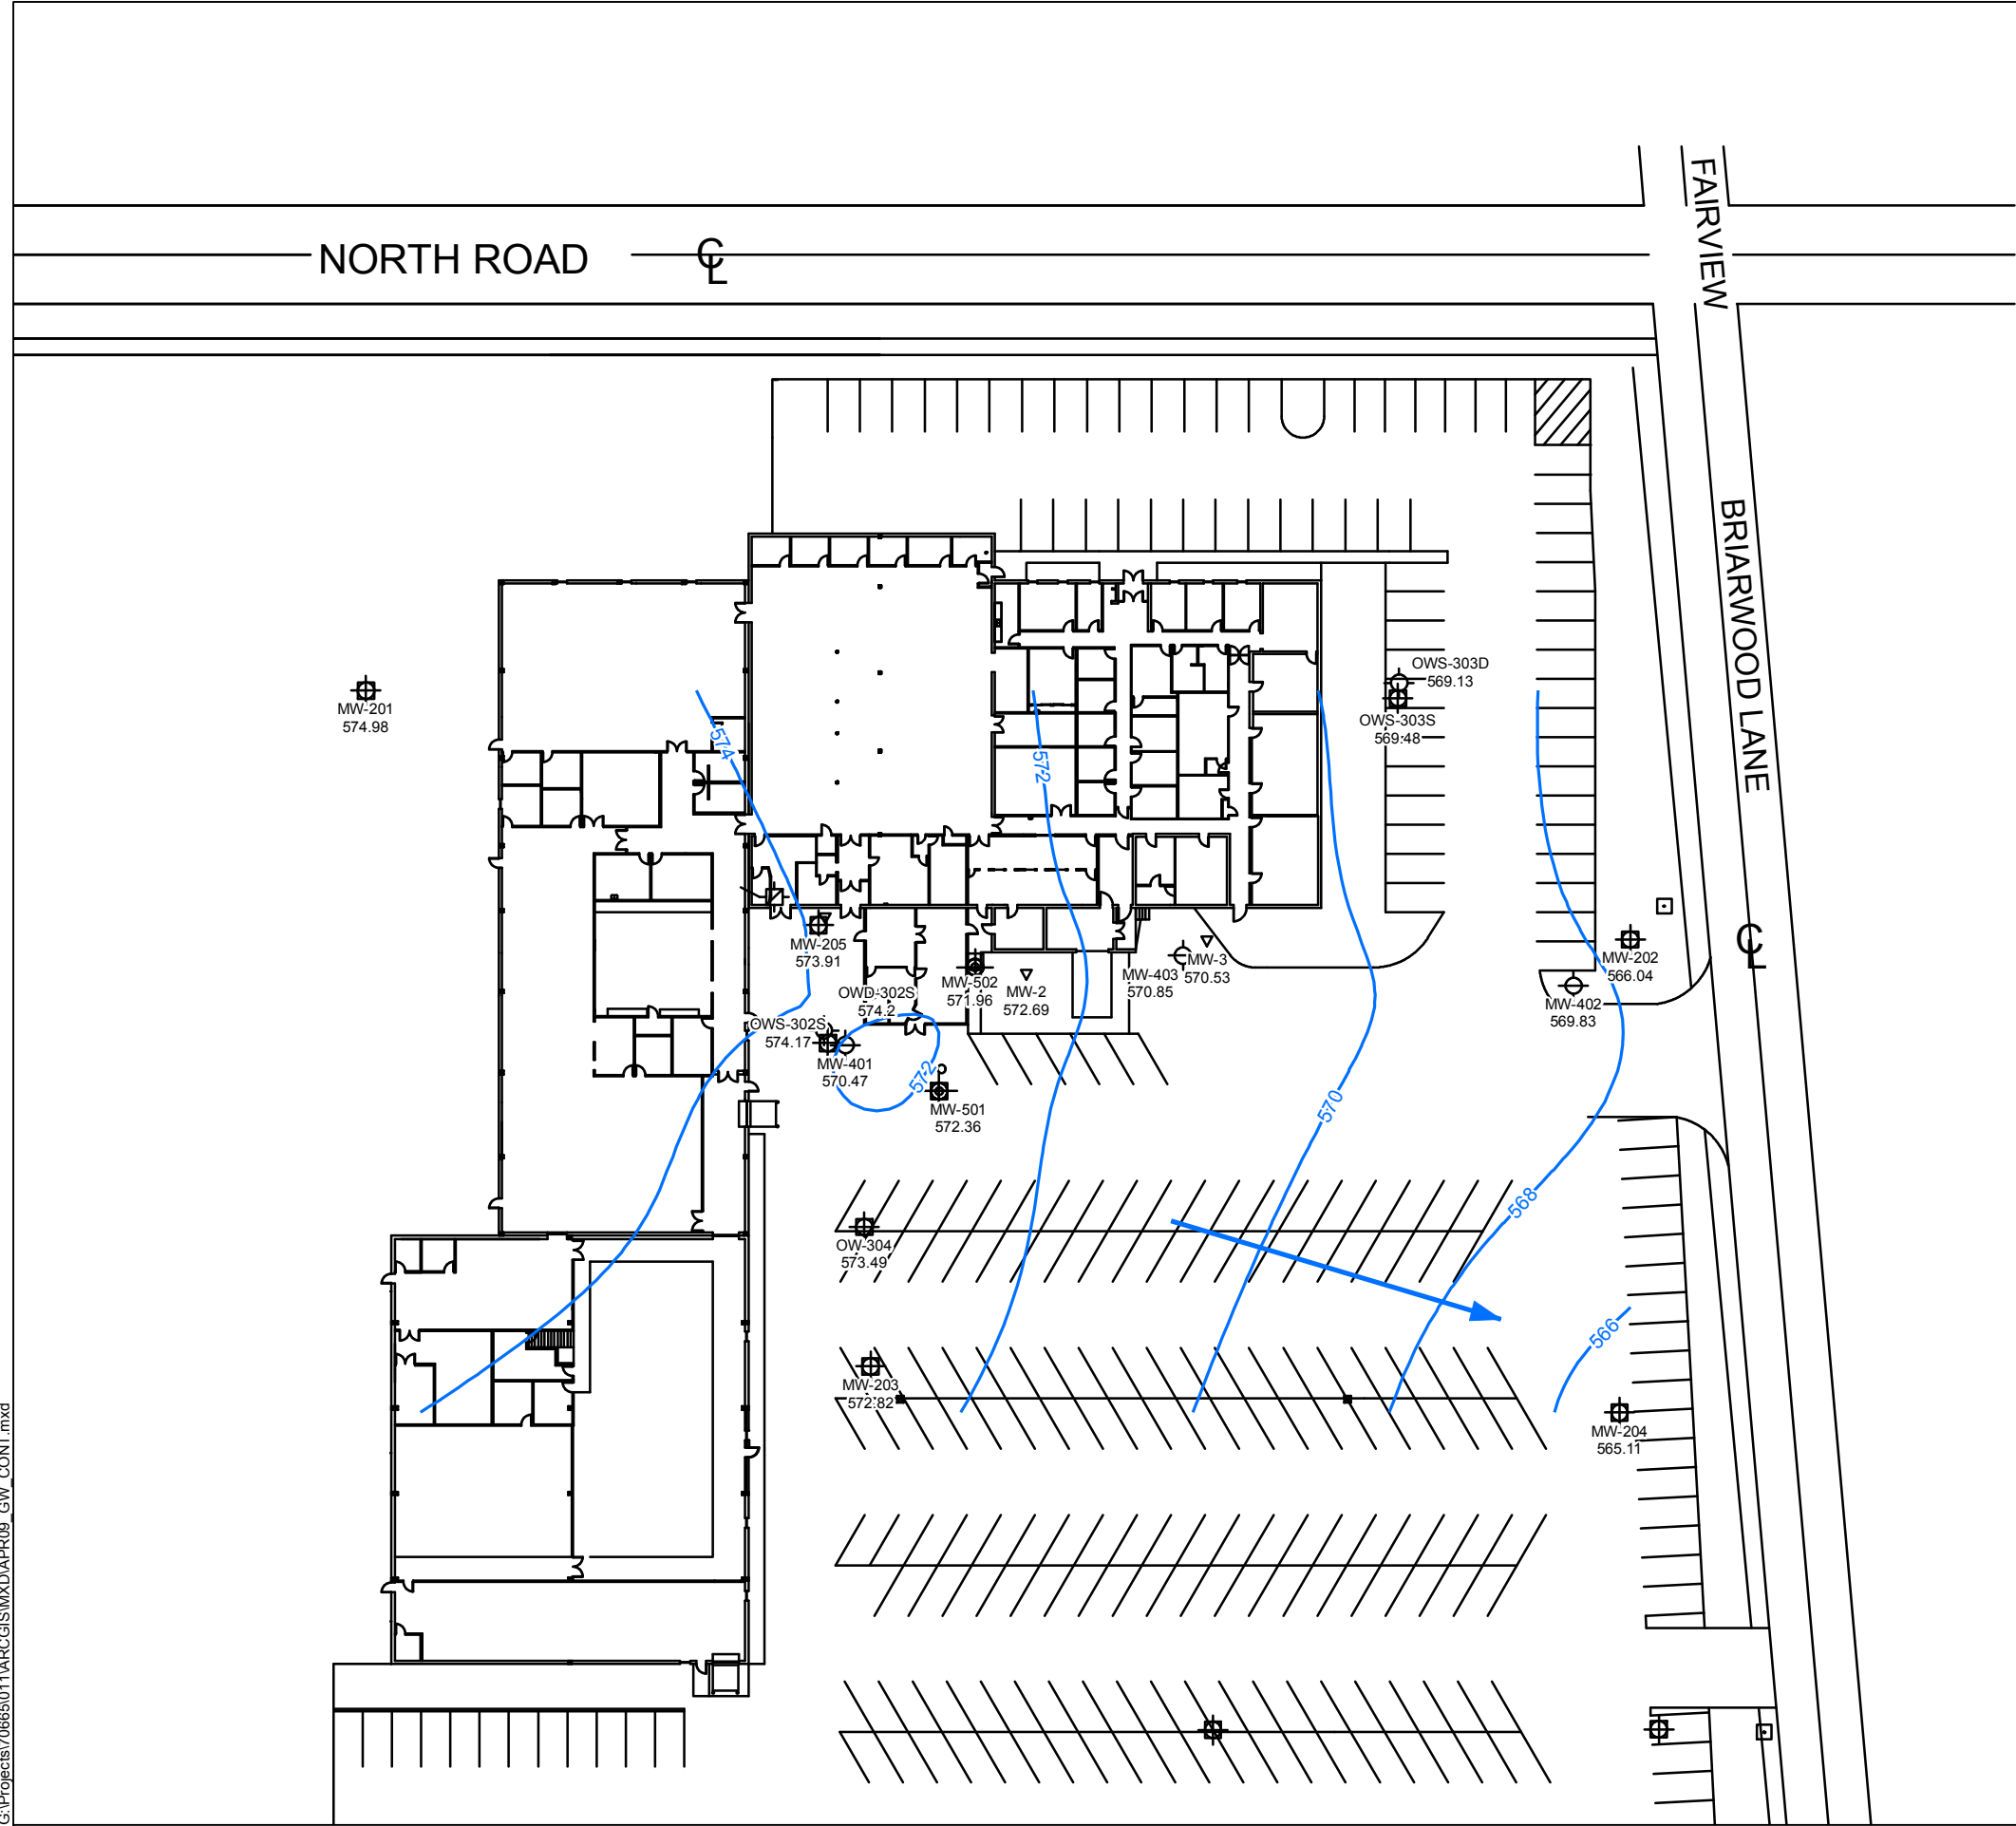 FAIRVIEW
NORTH ROAD
CL
BRIARWOOD LANE
OWS-303D
569.13
MW-201
574.98
OWS-303S
569.48
574
572
MW-205
573.91
MW-202
566.04
MW-403
570.85
MW-3
570.53
CL
MW-502
571.96
MW-2
572.69
OWD-302S
574.2
MW-402
569.83
OWS-302S
574.17
MW-401
570.47
572
MW-501
572.36
570
568
OW-304
573.49
566
MW-203
572.82
MW-204
565.11
G:\Projects\70665\011\ARCGIS\MXD\APR09_GW_CONT.mxd